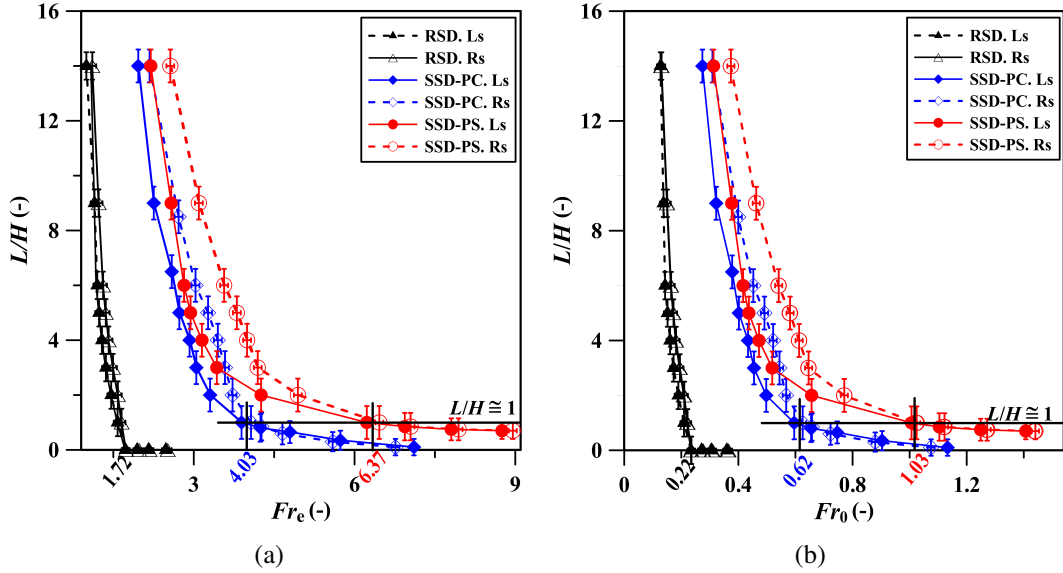 16
12
8
4
0
L/H (-)
RSD. Ls
RSD. Rs
SSD-PC. Ls
SSD-PC. Rs
SSD-PS. Ls
SSD-PS. Rs
L/H ≅ 1
1.72
3
4.03
6
6.37
9
Frₑ (-)
(a)
16
12
8
4
0
L/H (-)
RSD. Ls
RSD. Rs
SSD-PC. Ls
SSD-PC. Rs
SSD-PS. Ls
SSD-PS. Rs
L/H ≅ 1
0
0.22
0.4
0.62
0.8
1.03
1.2
Fr₀ (-)
(b)